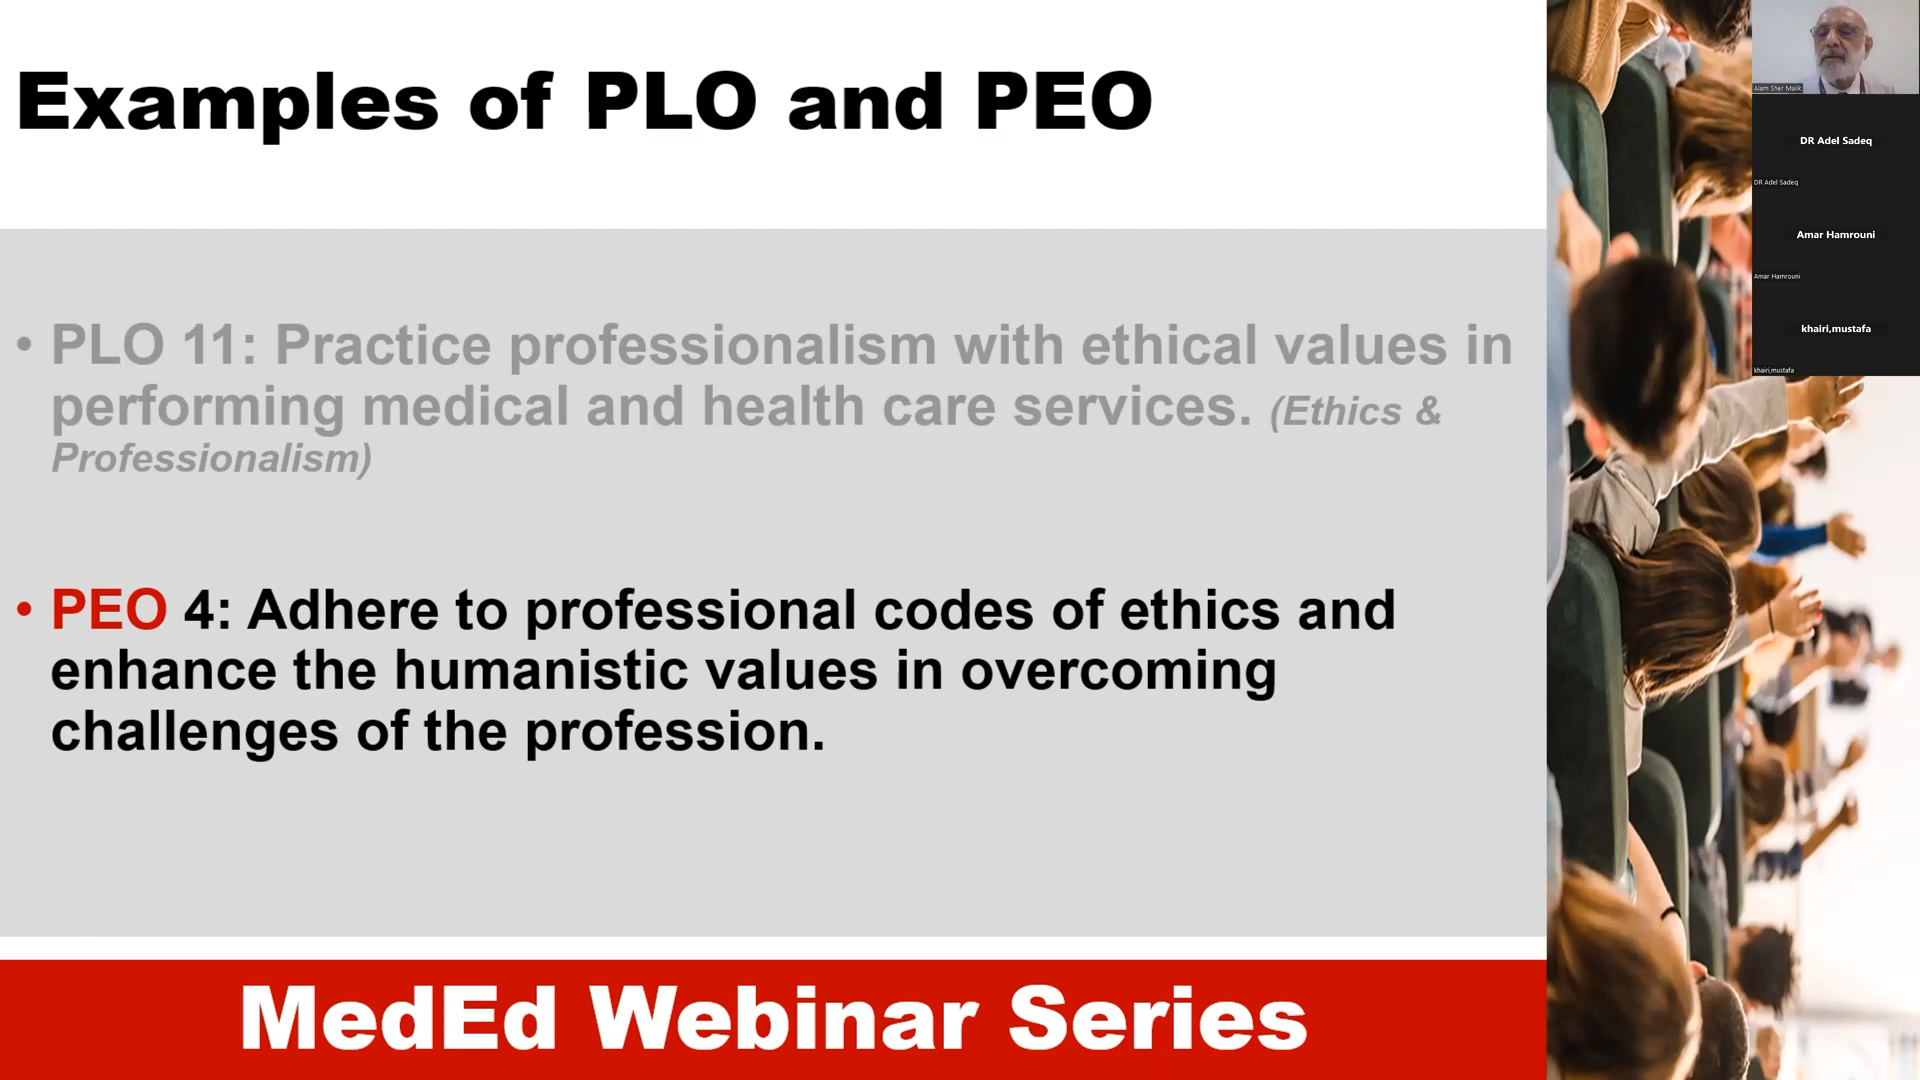 Examples of PLO and PEO
• PLO 11: Practice professionalism with ethical values in
performing medical and health care services. (Ethics &
Professionalism)
• PEO 4: Adhere to professional codes of ethics and
enhance the humanistic values in overcoming
challenges of the profession.
MedEd Webinar Series
Alam Sher Malik
DR Adel Sadeq
DR Adel Sadeq
Amar Hamrouni
Amar Hamrouni
khairi,mustafa
khairi,mustafa